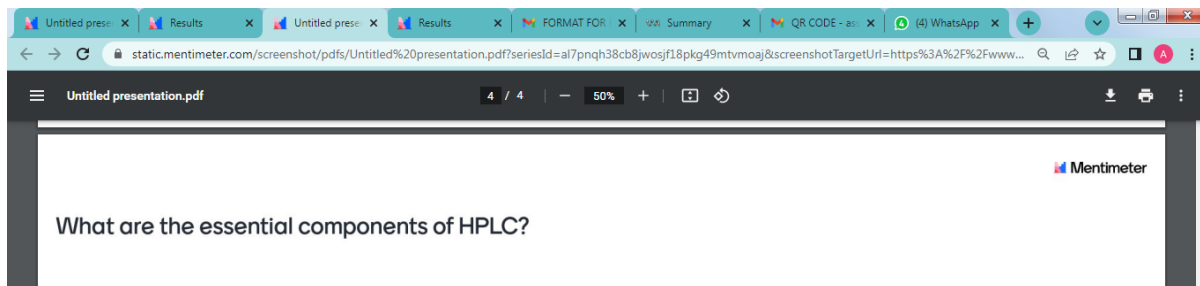 Untitled prese
Results
Untitled prese
Results
FORMAT FOR
Summary
QR CODE - as
(4) WhatsApp
static.mentimeter.com/screenshot/pdfs/Untitled%20presentation.pdf?seriesId=al7pnqh38cb8jwosjf18pkg49mtvmoaj&screenshotTargetUrl=https%3A%2F%2Fwww...
A
Untitled presentation.pdf
4 / 4
50%
Mentimeter
What are the essential components of HPLC?